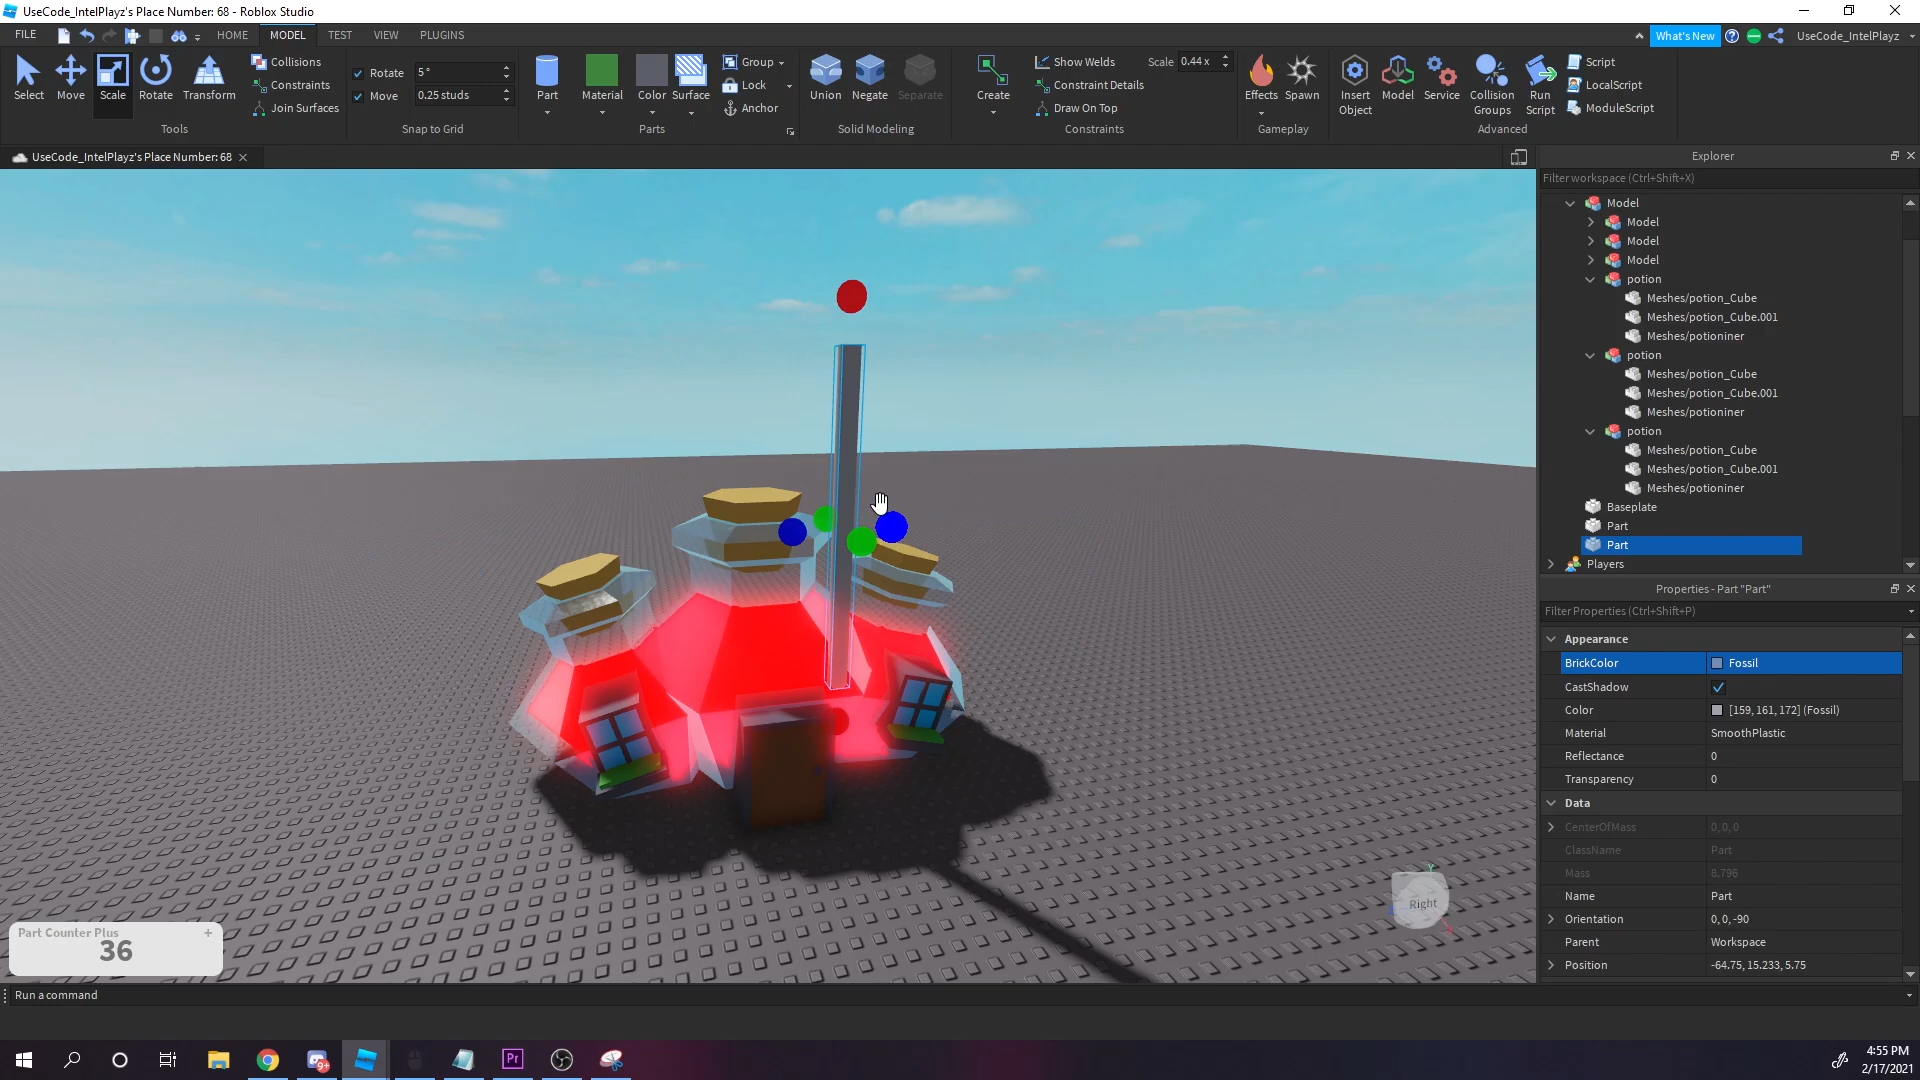 UseCode_IntelPlayz's Place Number: 68 - Roblox Studio
FILE HOME MODEL TEST VIEW PLUGINS What's New UseCode_IntelPlayz
Select Move Scale Rotate Transform
Collisions
Constraints
Join Surfaces
Tools
Rotate 5°
Move 0.25 studs
Snap to Grid
Part Material Color Surface
Group
Lock
Anchor
Parts
Union Negate Separate
Solid Modeling
Create
Show Welds
Constraint Details
Draw On Top
Scale 0.44 x
Constraints
Effects Spawn
Gameplay
Insert Object
Model
Service
Collision Groups
Run Script
Script
LocalScript
ModuleScript
Advanced
UseCode_IntelPlayz's Place Number: 68
Explorer
Filter workspace (Ctrl+Shift+X)
Model
Model
Model
Model
potion
Meshes/potion_Cube
Meshes/potion_Cube.001
Meshes/potioniner
potion
Meshes/potion_Cube
Meshes/potion_Cube.001
Meshes/potioniner
potion
Meshes/potion_Cube
Meshes/potion_Cube.001
Meshes/potioniner
Baseplate
Part
Part
Players
Properties - Part "Part"
Filter Properties (Ctrl+Shift+P)
Appearance
BrickColor Fossil
CastShadow
Color [159, 161, 172] (Fossil)
Material SmoothPlastic
Reflectance 0
Transparency 0
Data
CenterOfMass 0, 0, 0
ClassName Part
Mass 8.796
Name Part
Orientation 0, 0, -90
Parent Workspace
Position -64.75, 15.233, 5.75
Right
Y
Part Counter Plus +
36
Run a command
9+
Pr
4:55 PM
2/17/2021